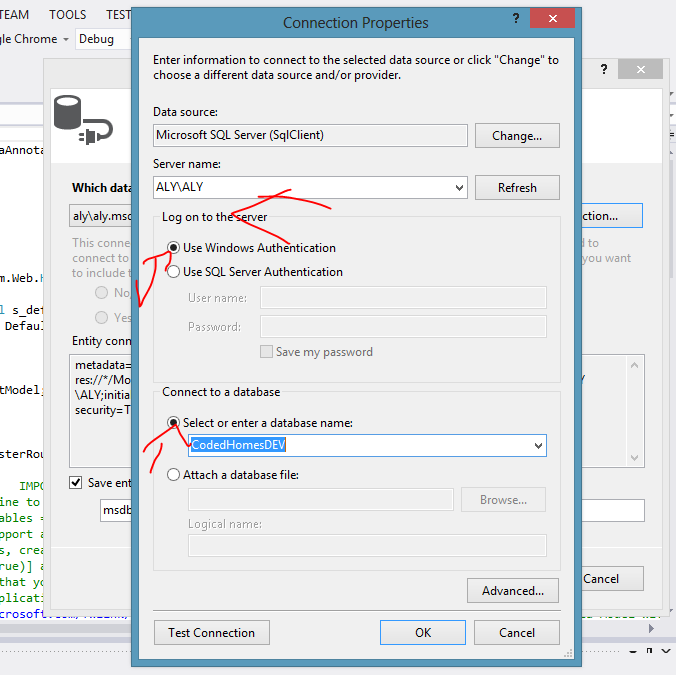 TEAM TOOLS TEST
Connection Properties
?
gle Chrome Debug
Enter information to connect to the selected data source or click "Change" to
choose a different data source and/or provider.
?
Data source:
Microsoft SQL Server (SqlClient)
Change...
Server name:
ALY\ALY
Refresh
Which data
aly\aly.msd
ction...
Log on to the server
This conne
connect to
to include t
d to
you want
Use Windows Authentication
Use SQL Server Authentication
User name:
Password:
Save my password
No,
Yes
Entity conn
metadata=
res://*/Mo
\ALY;initia
security=T
Connect to a database
Select or enter a database name:
CodedHomesDEV
Attach a database file:
Browse...
Logical name:
Save ent
msdb
Advanced...
Cancel
Test Connection
OK
Cancel
aAnnota
m.Web.H
l s_def
Defaul
tModel;
sterRou
IMPO
ine to
ables =
pport a
s, crea
rue)] a
that yo
plicati